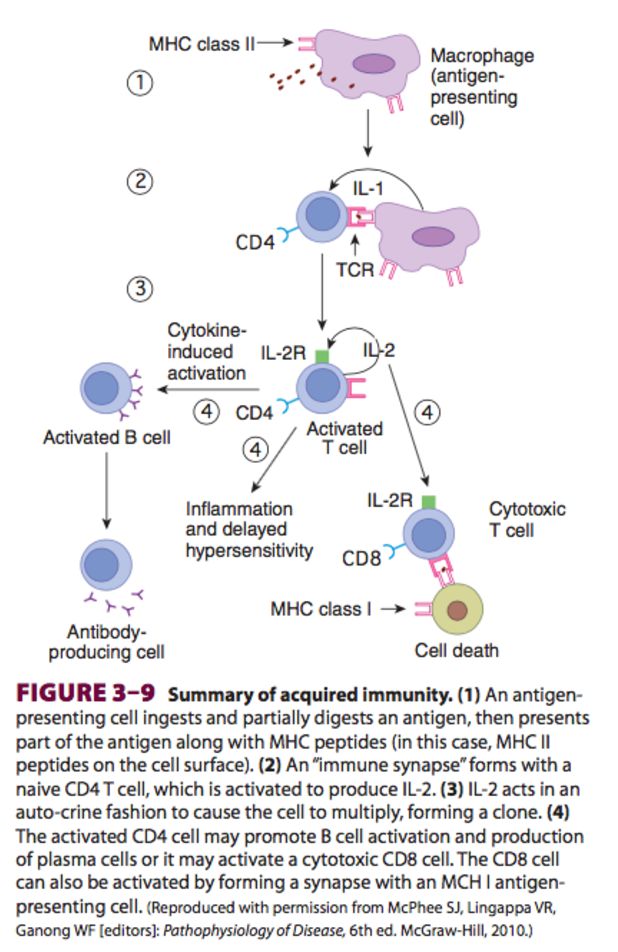 MHC class II
Macrophage
(antigen-
presenting
cell)
1
2
IL-1
CD4
TCR
3
Cytokine-
induced
activation
IL-2R
IL-2
4
CD4
4
4
Activated B cell
Activated
T cell
Inflammation
and delayed
hypersensitivity
IL-2R
Cytotoxic
T cell
CD8
MHC class I
Antibody-
producing cell
Cell death
FIGURE 3–9 Summary of acquired immunity. (1) An antigen-
presenting cell ingests and partially digests an antigen, then presents
part of the antigen along with MHC peptides (in this case, MHC II
peptides on the cell surface). (2) An “immune synapse” forms with a
naive CD4 T cell, which is activated to produce IL-2. (3) IL-2 acts in an
auto-crine fashion to cause the cell to multiply, forming a clone. (4)
The activated CD4 cell may promote B cell activation and production
of plasma cells or it may activate a cytotoxic CD8 cell. The CD8 cell
can also be activated by forming a synapse with an MCH I antigen-
presenting cell. (Reproduced with permission from McPhee SJ, Lingappa VR,
Ganong WF [editors]: Pathophysiology of Disease, 6th ed. McGraw-Hill, 2010.)